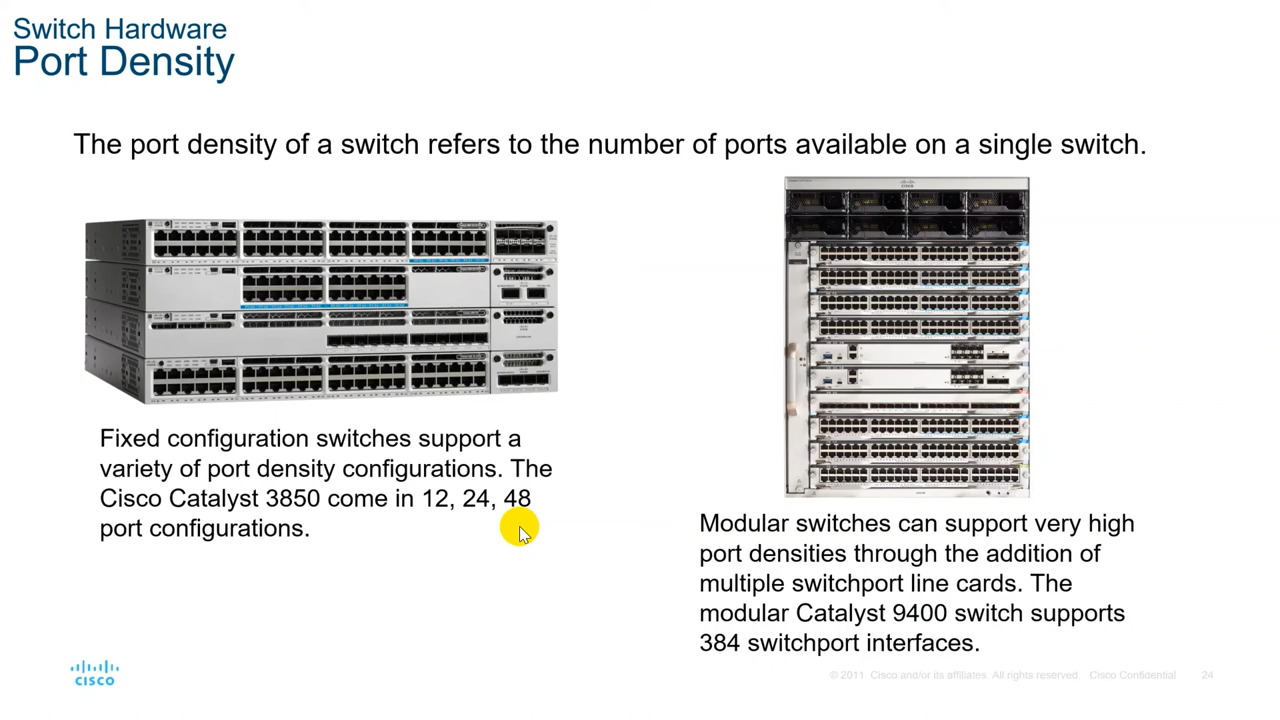 Switch Hardware
Port Density
The port density of a switch refers to the number of ports available on a single switch.
Fixed configuration switches support a
variety of port density configurations. The
Cisco Catalyst 3850 come in 12, 24, 48
port configurations.
Modular switches can support very high
port densities through the addition of
multiple switchport line cards. The
modular Catalyst 9400 switch supports
384 switchport interfaces.
CISCO
© 2011 Cisco and/or its affiliates. All rights reserved. Cisco Confidential 24